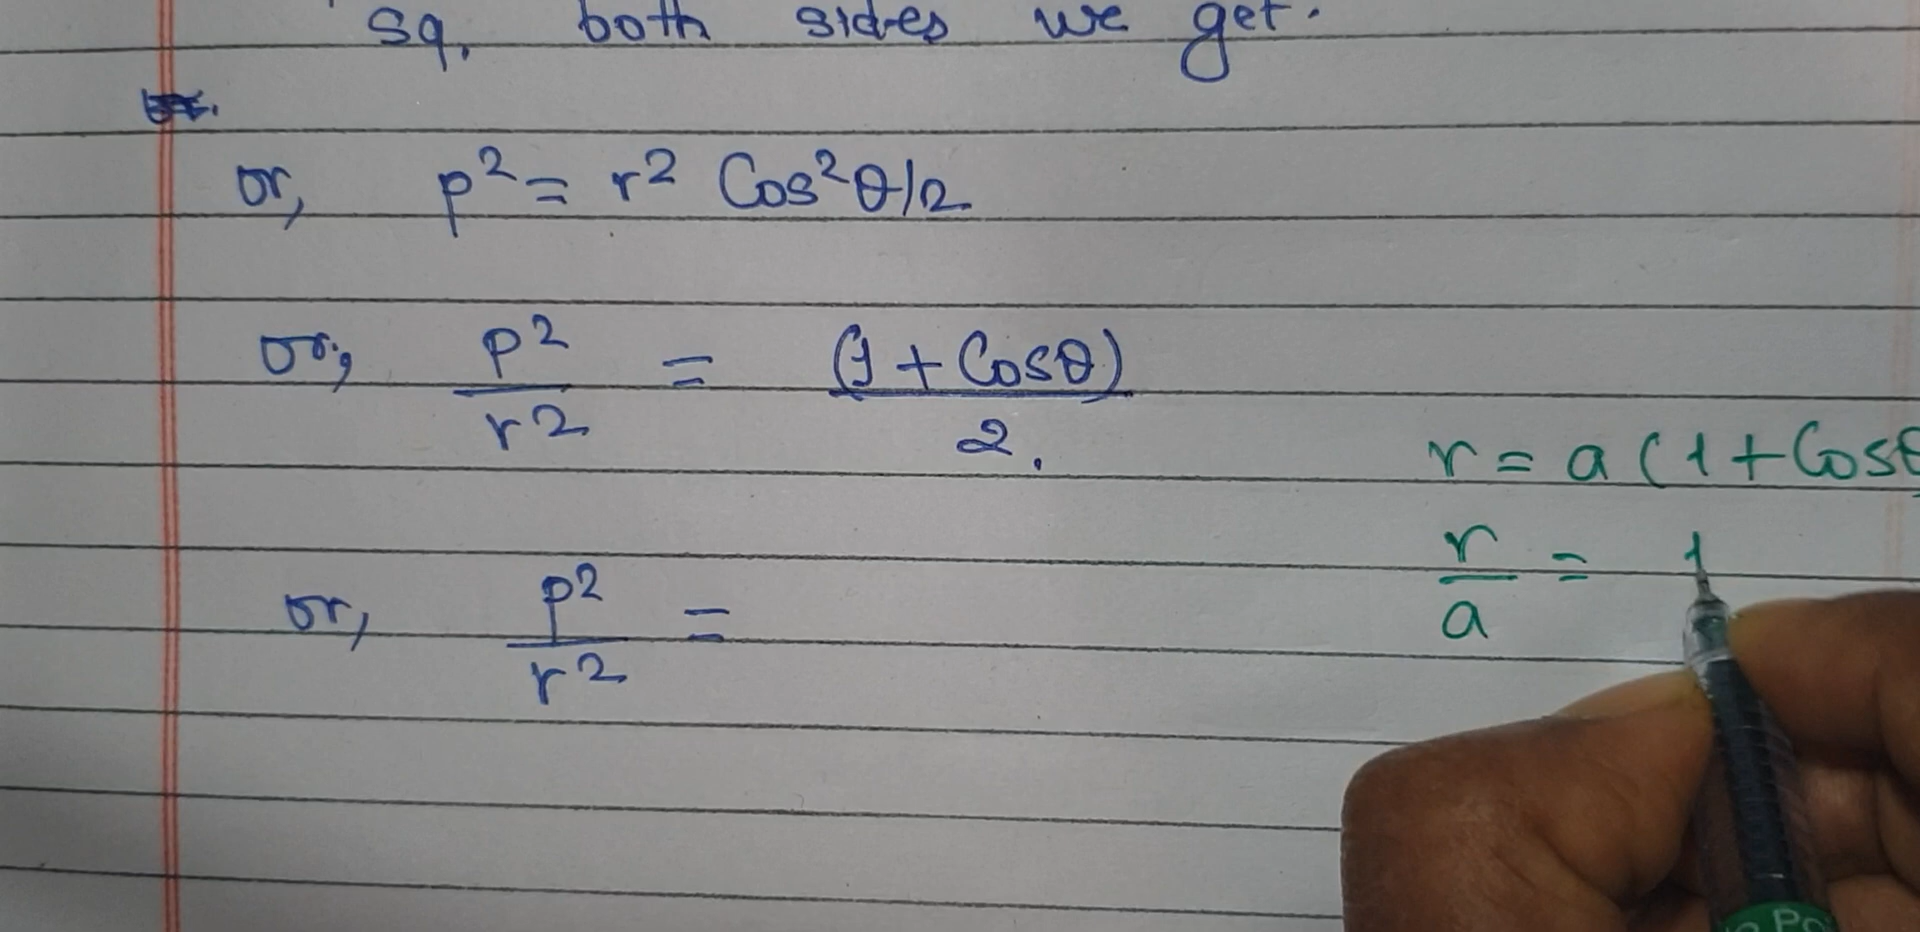 sq. both sides we get.
or, p² = r² Cos²θ/2
or, p²/r² = (1 + Cosθ)/2.
r = a (1 + Cosθ
r/a = 1
or, p²/r² =